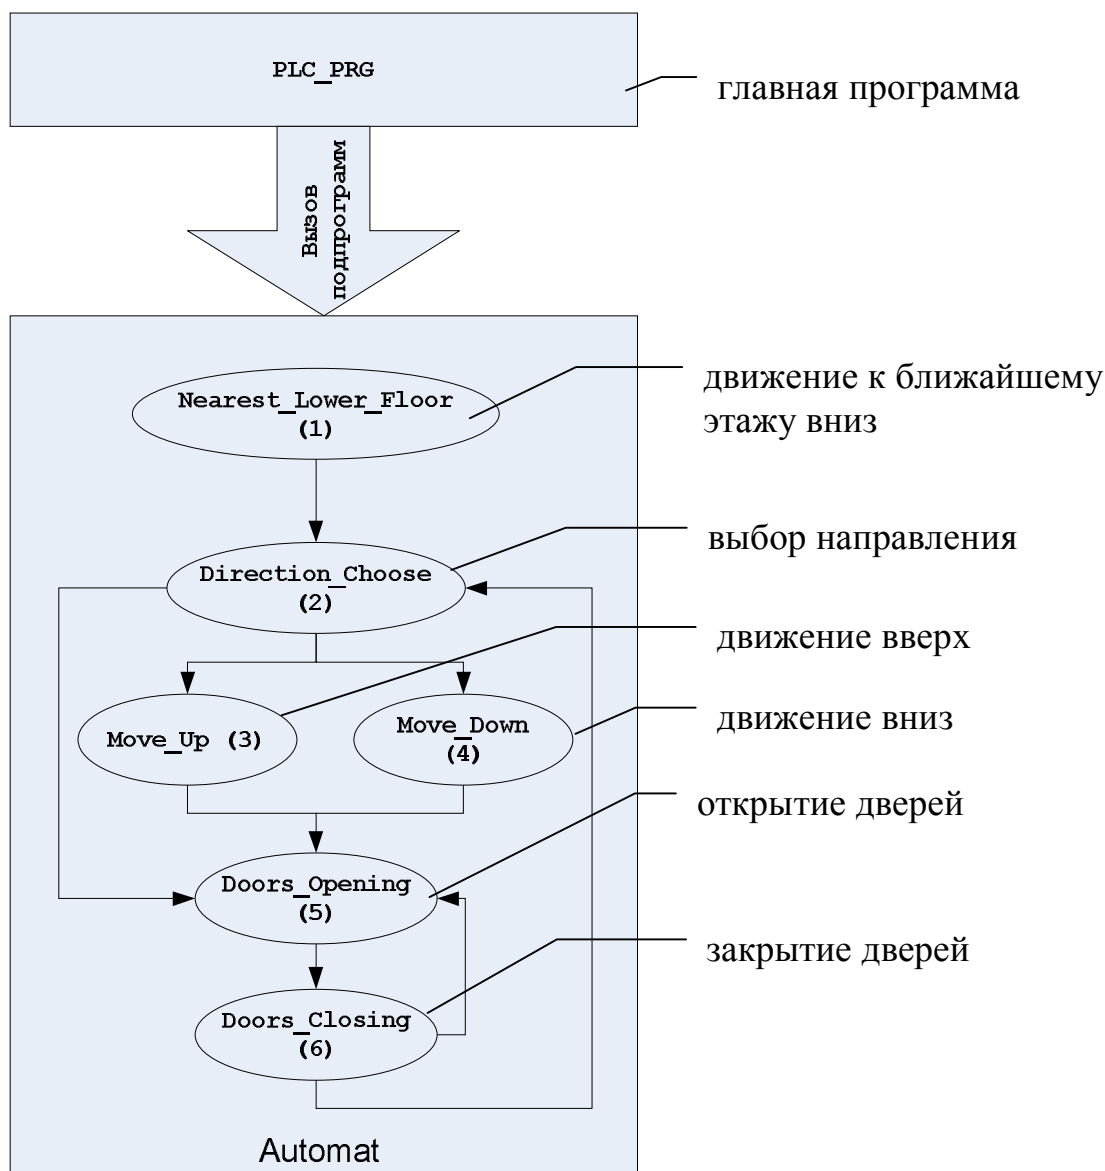 PLC_PRG
главная программа
Вызов
подпрограмм
Nearest_Lower_Floor
(1)
движение к ближайшему
этажу вниз
Direction_Choose
(2)
выбор направления
движение вверх
Move_Up (3)
Move_Down
(4)
движение вниз
открытие дверей
Doors_Opening
(5)
закрытие дверей
Doors_Closing
(6)
Automat